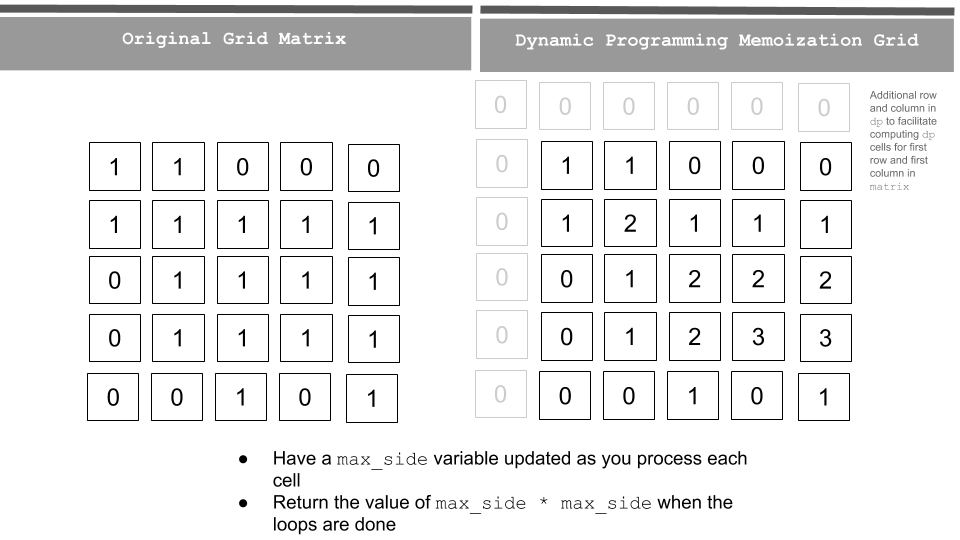 Original Grid Matrix
Dynamic Programming Memoization Grid
0 0 0 0 0 0
Additional row
and column in
dp to facilitate
computing dp
cells for first
row and first
column in
matrix
1 1 0 0 0
0 1 1 0 0 0
1 1 1 1 1
0 1 2 1 1 1
0 1 1 1 1
0 0 1 2 2 2
0 1 1 1 1
0 0 1 2 3 3
0 0 1 0 1
0 0 0 1 0 1
● Have a max_side variable updated as you process each
cell
● Return the value of max_side * max_side when the
loops are done